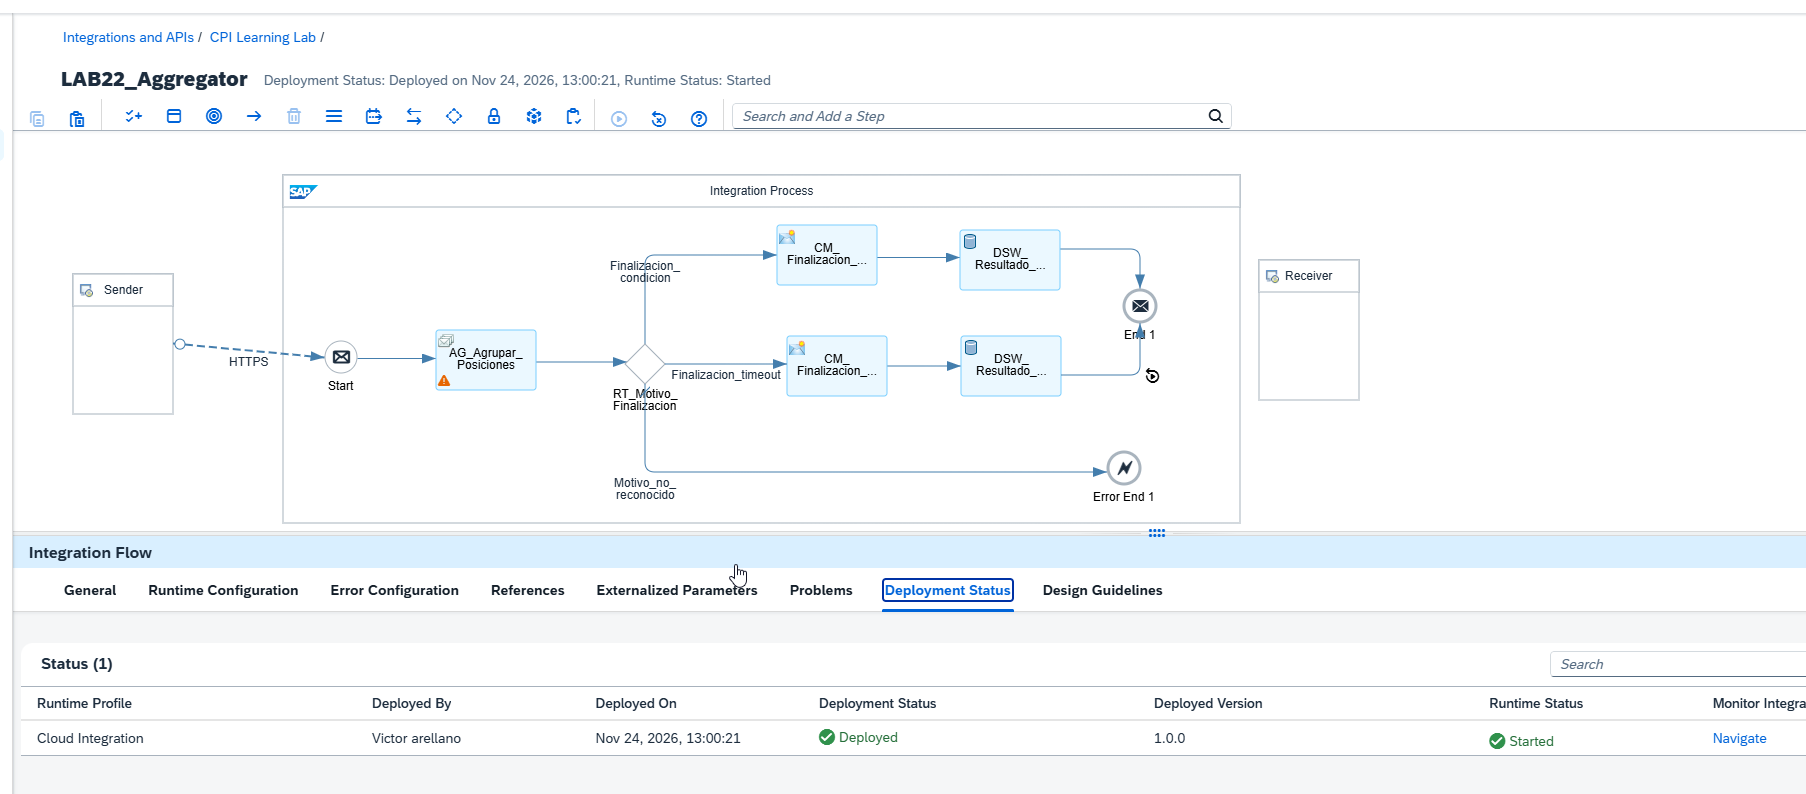 Integrations and APIs / CPI Learning Lab /
LAB22_Aggregator Deployment Status: Deployed on Nov 24, 2026, 13:00:21, Runtime Status: Started
Search and Add a Step
SAP Integration Process
Sender
HTTPS
Start
AG_Agrupar_
Posiciones
Finalizacion_
condicion
CM_
Finalizacion_...
DSW_
Resultado_...
End 1
Finalizacion_timeout
CM_
Finalizacion_...
DSW_
Resultado_...
RT_Motivo_
Finalizacion
Motivo_no_
reconocido
Error End 1
Receiver
Integration Flow
General Runtime Configuration Error Configuration References Externalized Parameters Problems Deployment Status Design Guidelines
Status (1) Search
Runtime Profile Deployed By Deployed On Deployment Status Deployed Version Runtime Status Monitor Integra
Cloud Integration Victor arellano Nov 24, 2026, 13:00:21 Deployed 1.0.0 Started Navigate